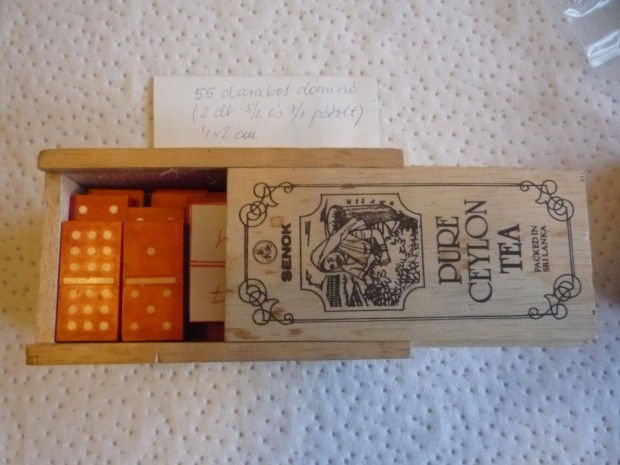 55 darabos dominó
(2 db 5/2 és 9/1 pótolt)
4x2 cm
SENOK
PURE
CEYLON
TEA
PACKED IN
SRI LANKA